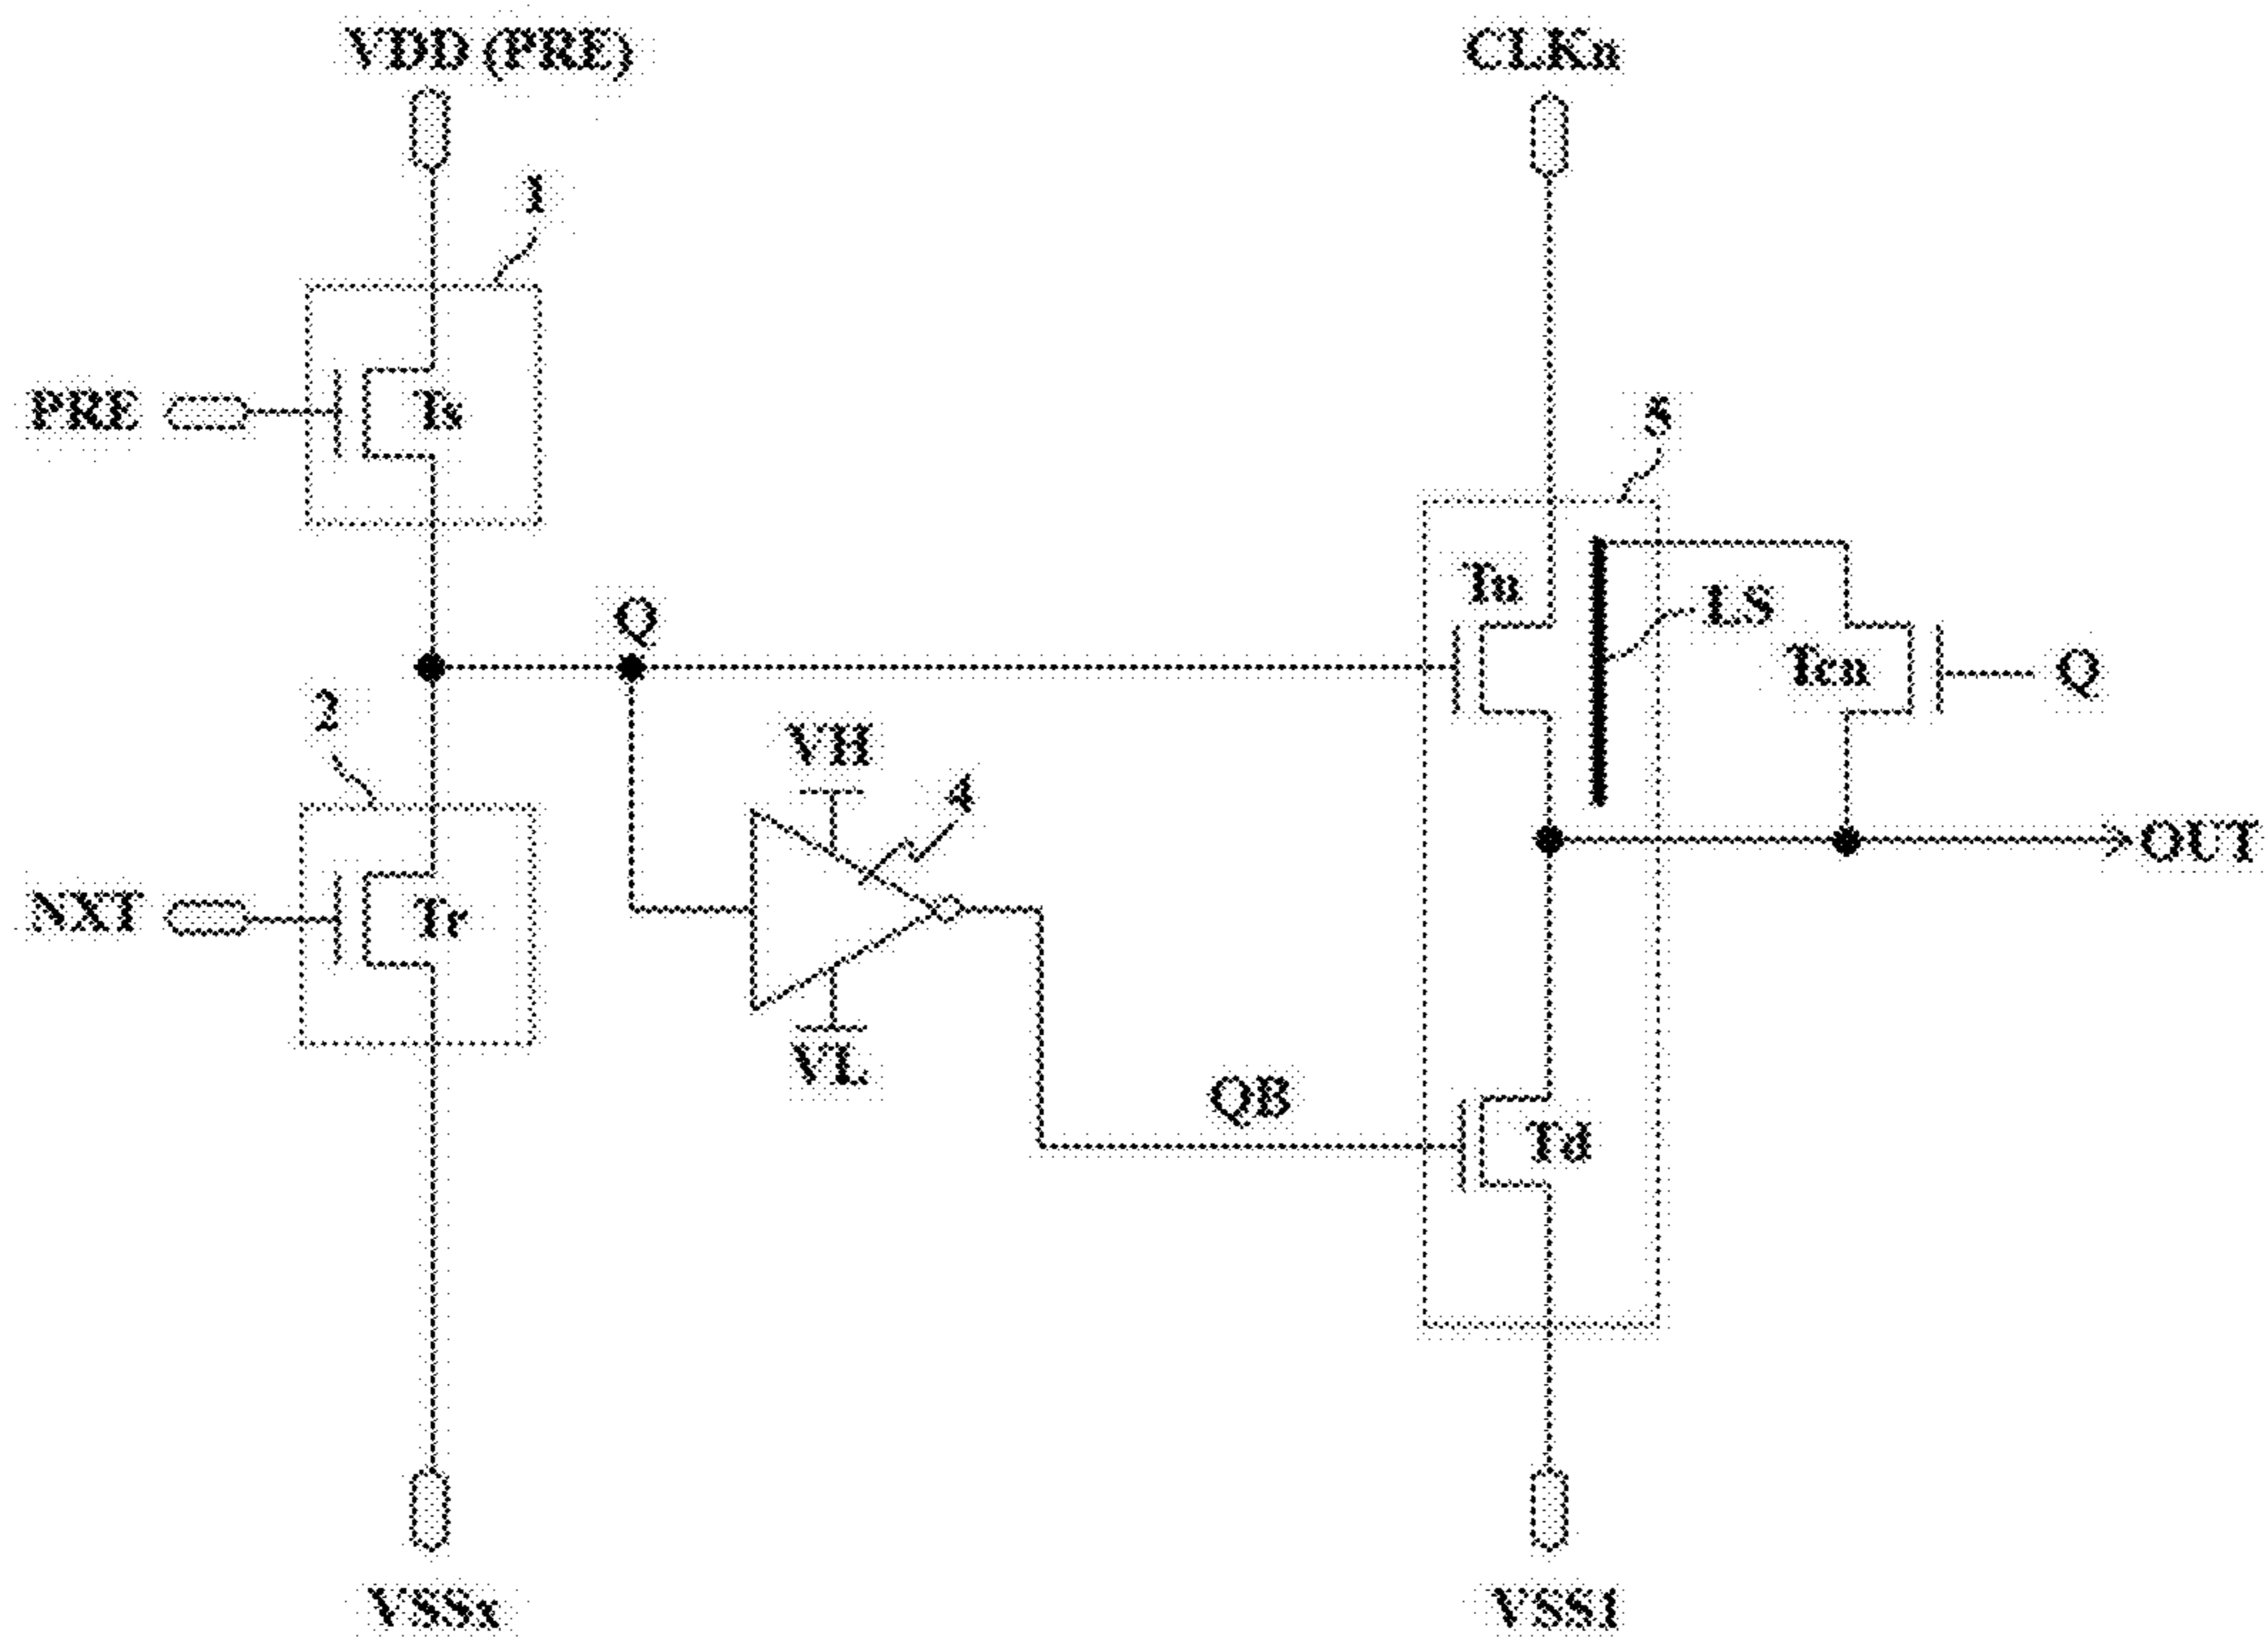 VDD (PRE)
CLKn
1
PRE
Ts
5
Q
Tu
LS
Tcn
Q
2
VH
4
OUT
NXT
Tr
VL
QB
Td
VSSx
VSS1